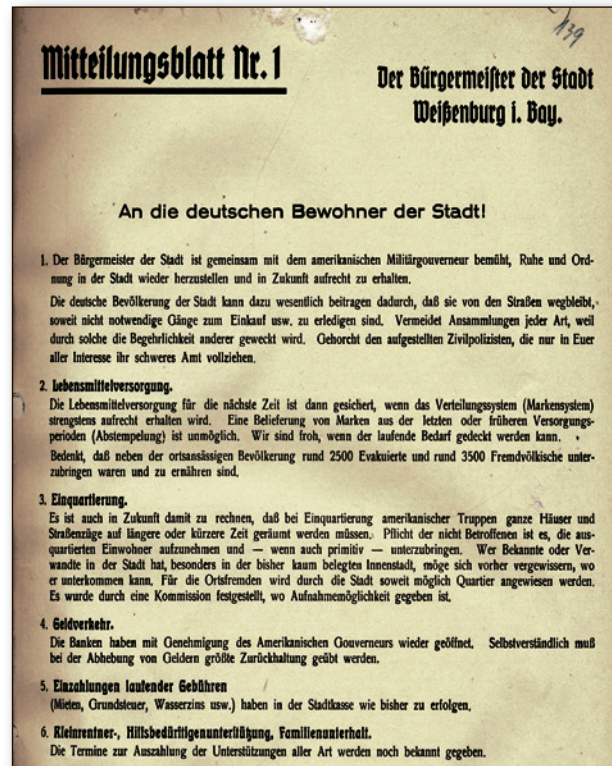 139
Mitteilungsblatt Nr. 1
Der Bürgermeister der Stadt
Weißenburg i. Bay.
An die deutschen Bewohner der Stadt!
1. Der Bürgermeister der Stadt ist gemeinsam mit dem amerikanischen Militärgouverneur bemüht, Ruhe und Ord-
nung in der Stadt wieder herzustellen und in Zukunft aufrecht zu erhalten.
Die deutsche Bevölkerung der Stadt kann dazu wesentlich beitragen dadurch, daß sie von den Straßen wegbleibt,
soweit nicht notwendige Gänge zum Einkauf usw. zu erledigen sind. Vermeidet Ansammlungen jeder Art, weil
durch solche die Begehrlichkeit anderer geweckt wird. Gehorcht den aufgestellten Zivilpolizisten, die nur in Euer
aller Interesse ihr schweres Amt vollziehen.
2. Lebensmittelversorgung.
Die Lebensmittelversorgung für die nächste Zeit ist dann gesichert, wenn das Verteilungssystem (Markensystem)
strengstens aufrecht erhalten wird. Eine Belieferung von Marken aus der letzten oder früheren Versorgungs-
perioden (Abstempelung) ist unmöglich. Wir sind froh, wenn der laufende Bedarf gedeckt werden kann.
Bedenkt, daß neben der ortsansässigen Bevölkerung rund 2500 Evakuierte und rund 3500 Fremdvölkische unter-
zubringen waren und zu ernähren sind.
3. Einquartierung.
Es ist auch in Zukunft damit zu rechnen, daß bei Einquartierung amerikanischer Truppen ganze Häuser und
Straßenzüge auf längere oder kürzere Zeit geräumt werden müssen. Pflicht der nicht Betroffenen ist es, die aus-
quartierten Einwohner aufzunehmen und — wenn auch primitiv — unterzubringen. Wer Bekannte oder Ver-
wandte in der Stadt hat, besonders in der bisher kaum belegten Innenstadt, möge sich vorher vergewissern, wo
er unterkommen kann. Für die Ortsfremden wird durch die Stadt soweit möglich Quartier angewiesen werden.
Es wurde durch eine Kommission festgestellt, wo Aufnahmemöglichkeit gegeben ist.
4. Geldverkehr.
Die Banken haben mit Genehmigung des Amerikanischen Gouverneurs wieder geöffnet. Selbstverständlich muß
bei der Abhebung von Geldern größte Zurückhaltung geübt werden.
5. Einzahlungen laufender Gebühren
(Mieten, Grundsteuer, Wasserzins usw.) haben in der Stadtkasse wie bisher zu erfolgen.
6. Kleinrentner-, Hilfsbedürftigenunterstützung, Familienunterhalt.
Die Termine zur Auszahlung der Unterstützungen aller Art werden noch bekannt gegeben.